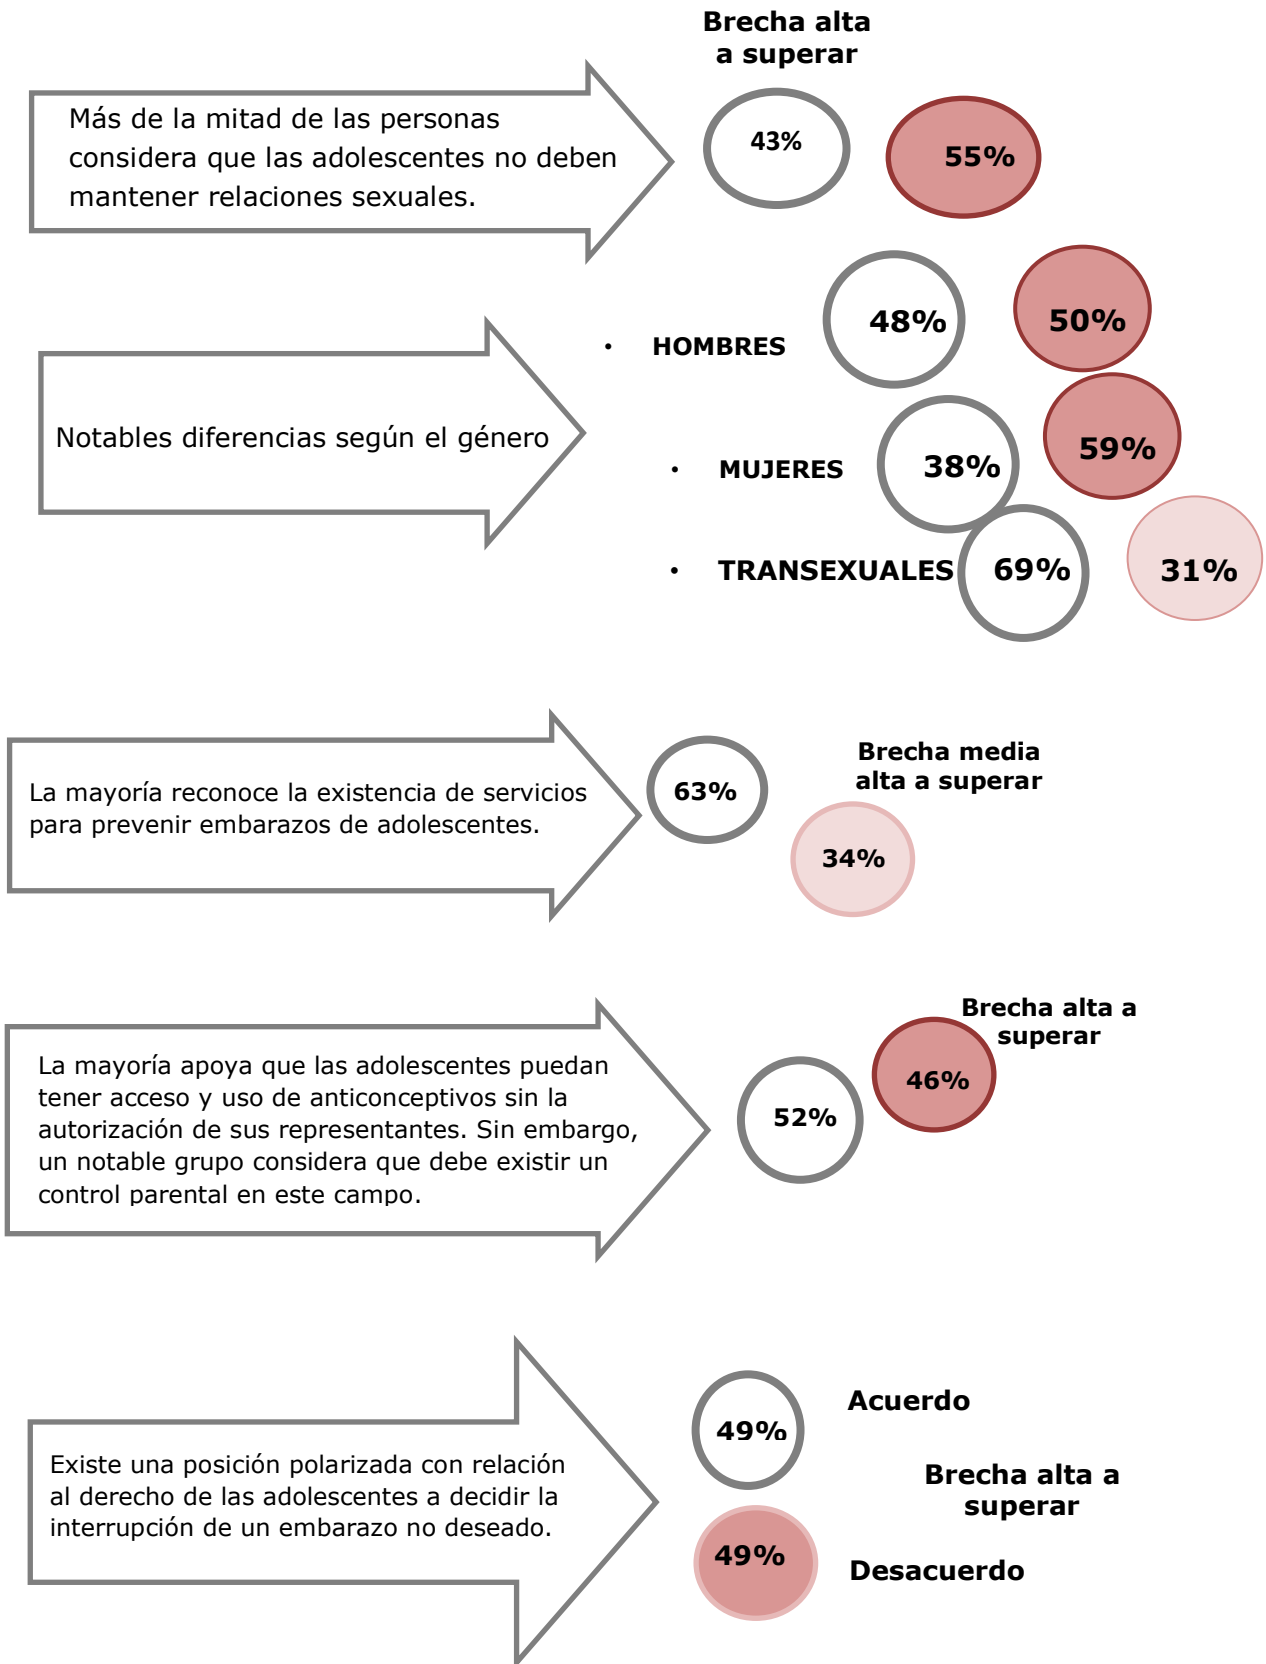 Brecha alta
a superar
Más de la mitad de las personas
considera que las adolescentes no deben
mantener relaciones sexuales.
43%
55%
Notables diferencias según el género
• HOMBRES
48%
50%
• MUJERES
38%
59%
• TRANSEXUALES
69%
31%
La mayoría reconoce la existencia de servicios
para prevenir embarazos de adolescentes.
63%
Brecha media
alta a superar
34%
La mayoría apoya que las adolescentes puedan
tener acceso y uso de anticonceptivos sin la
autorización de sus representantes. Sin embargo,
un notable grupo considera que debe existir un
control parental en este campo.
52%
46%
Brecha alta a
superar
Existe una posición polarizada con relación
al derecho de las adolescentes a decidir la
interrupción de un embarazo no deseado.
49%
Acuerdo
Brecha alta a
superar
49%
Desacuerdo